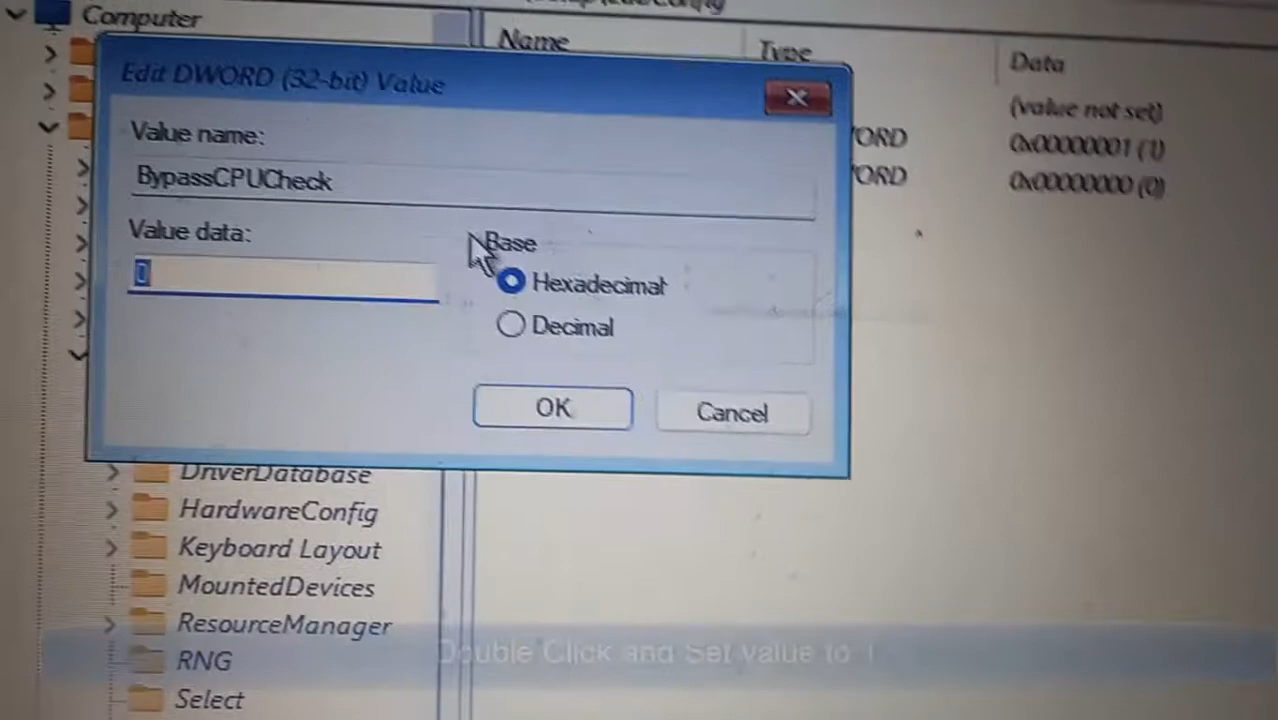 Computer
Name
Type
Data
Edit DWORD (32-bit) Value
(value not set)
Value name:
ORD
0x00000001 (1)
BypassCPUCheck
ORD
0x00000000 (0)
Value data:
Base
0
Hexadecimal
Decimal
OK
Cancel
DriverDatabase
HardwareConfig
Keyboard Layout
MountedDevices
ResourceManager
Double Click and Set value to 1
RNG
Select